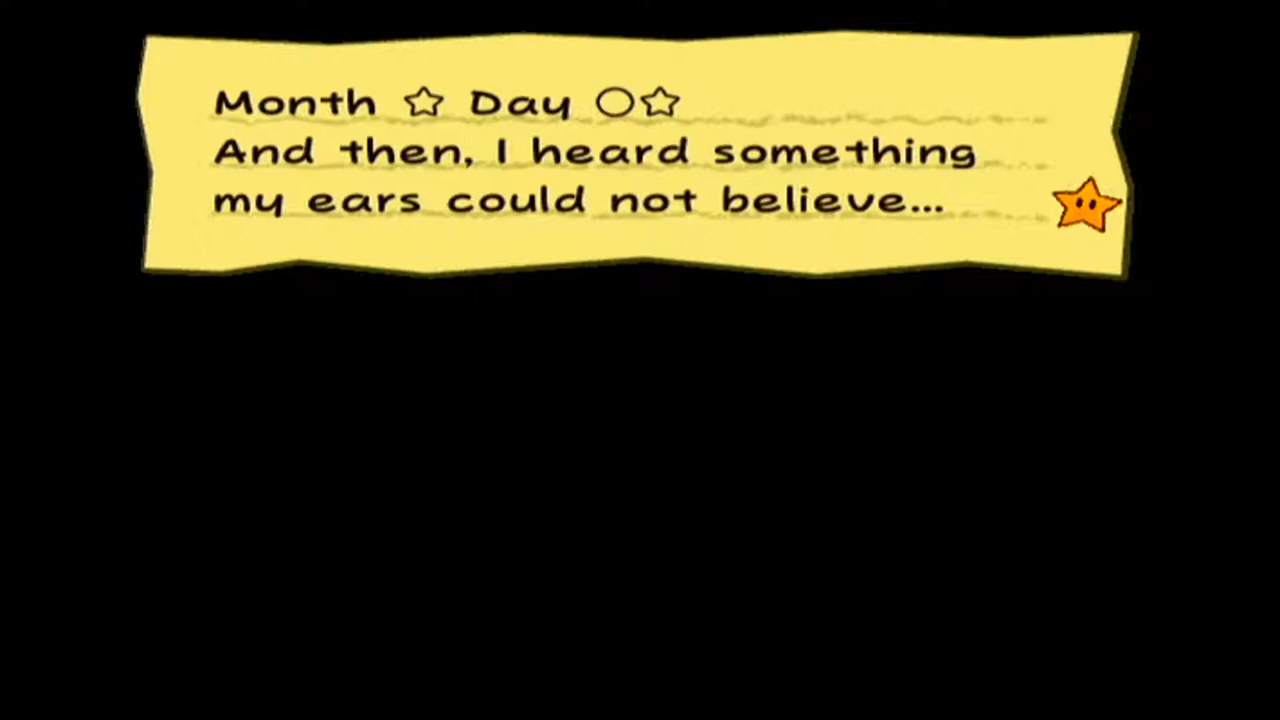 Month ☆ Day ○☆
And then, I heard something
my ears could not believe...